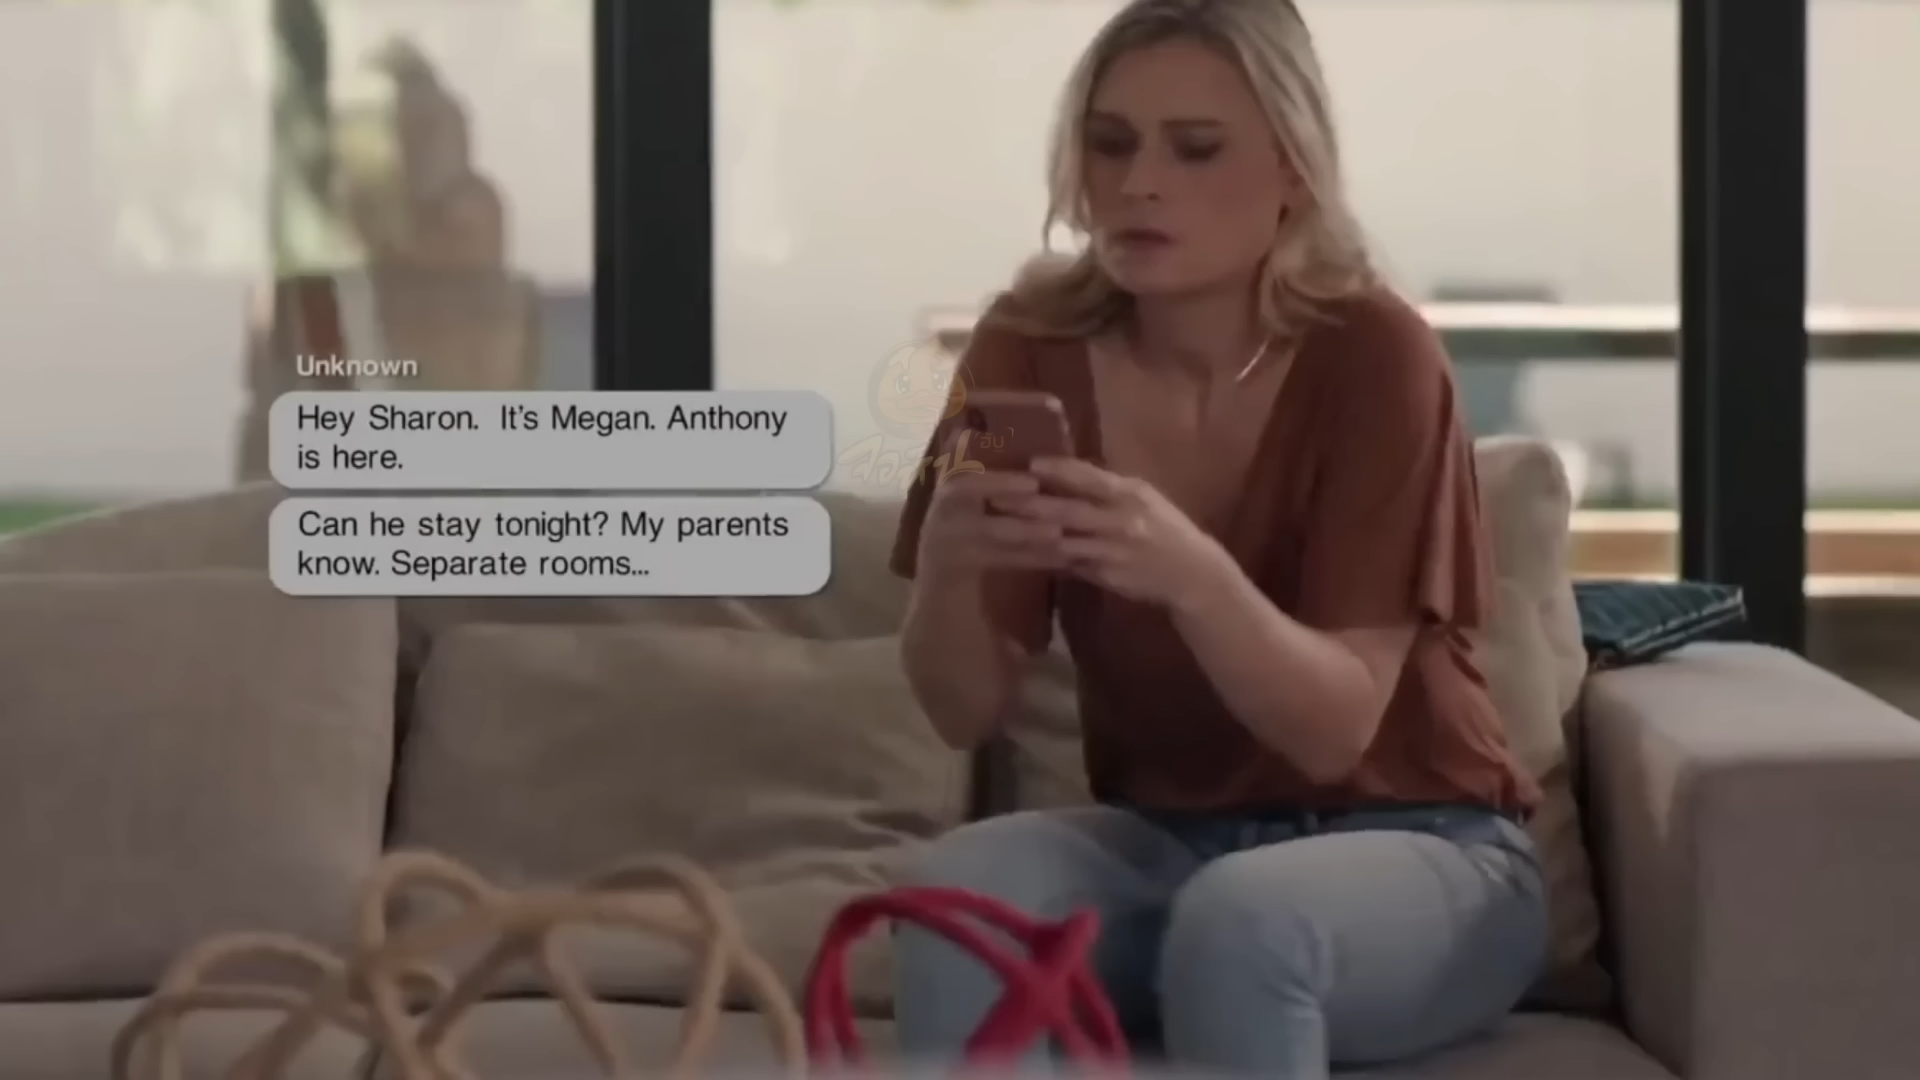 Unknown
Hey Sharon. It's Megan. Anthony
is here.
Can he stay tonight? My parents
know. Separate rooms...